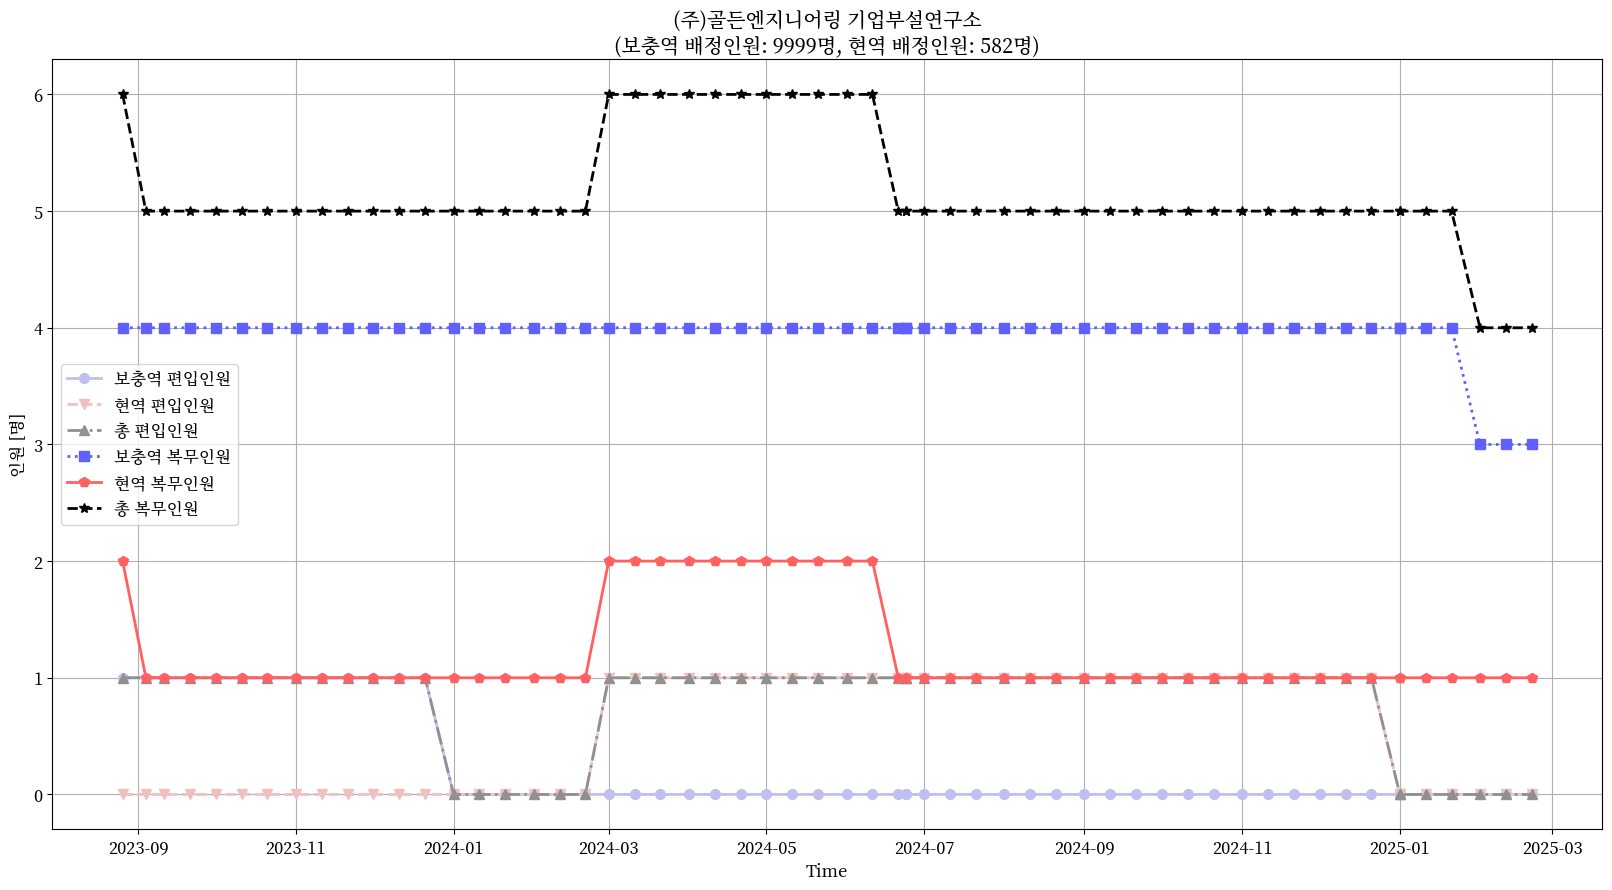 (주)골든엔지니어링 기업부설연구소
(보충역 배정인원: 9999명, 현역 배정인원: 582명)
인원 [명]
6
5
4
3
2
1
0
보충역 편입인원
현역 편입인원
총 편입인원
보충역 복무인원
현역 복무인원
총 복무인원
2023-09 2023-11 2024-01 2024-03 2024-05 2024-07 2024-09 2024-11 2025-01 2025-03
Time